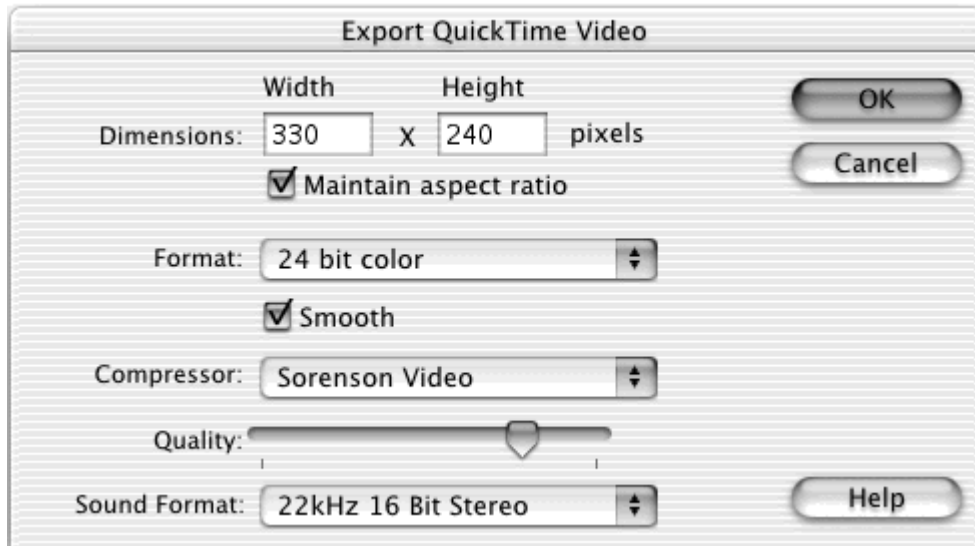 Export QuickTime Video
Width Height
Dimensions: 330 x 240 pixels
OK
Maintain aspect ratio
Cancel
Format: 24 bit color
Smooth
Compressor: Sorenson Video
Quality:
Sound Format: 22kHz 16 Bit Stereo
Help